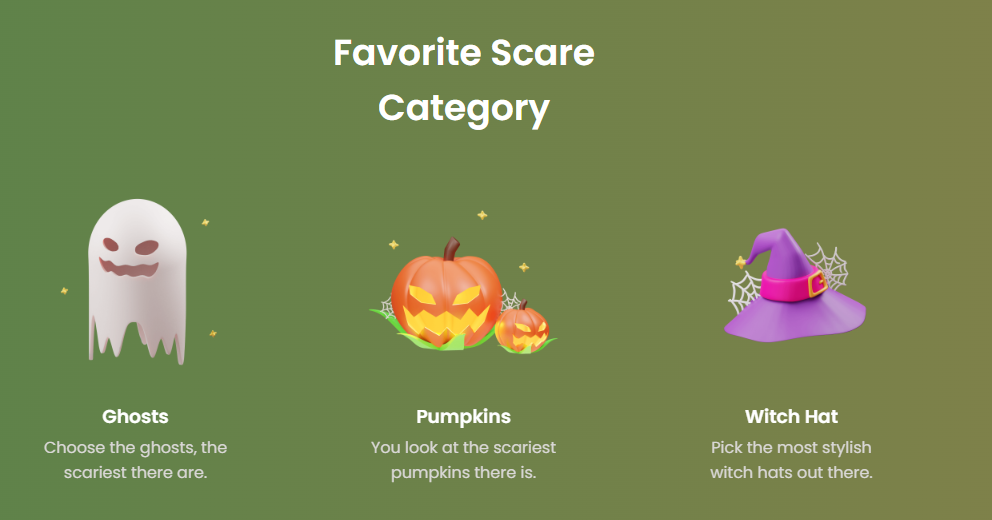 Favorite Scare
Category
Ghosts
Choose the ghosts, the
scariest there are.
Pumpkins
You look at the scariest
pumpkins there is.
Witch Hat
Pick the most stylish
witch hats out there.